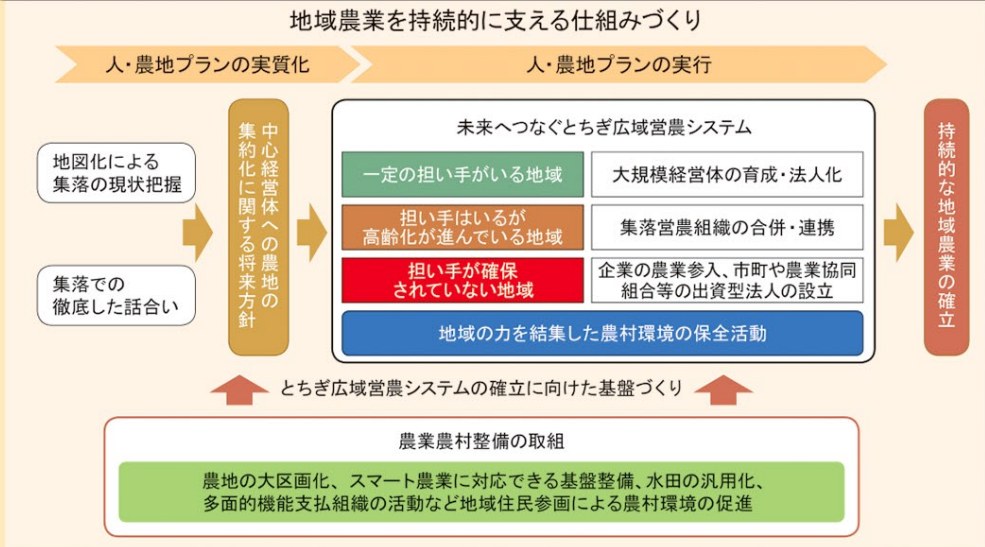 地域農業を持続的に支える仕組みづくり
人・農地プランの実質化
人・農地プランの実行
地図化による
集落の現状把握
集落での
徹底した話合い
中心経営体への農地の
集約化に関する将来方針
未来へつなぐとちぎ広域営農システム
一定の担い手がいる地域
大規模経営体の育成・法人化
担い手はいるが
高齢化が進んでいる地域
集落営農組織の合併・連携
担い手が確保
されていない地域
企業の農業参入、市町や農業協同
組合等の出資型法人の設立
地域の力を結集した農村環境の保全活動
持続的な地域農業の確立
とちぎ広域営農システムの確立に向けた基盤づくり
農業農村整備の取組
農地の大区画化、スマート農業に対応できる基盤整備、水田の汎用化、
多面的機能支払組織の活動など地域住民参画による農村環境の促進